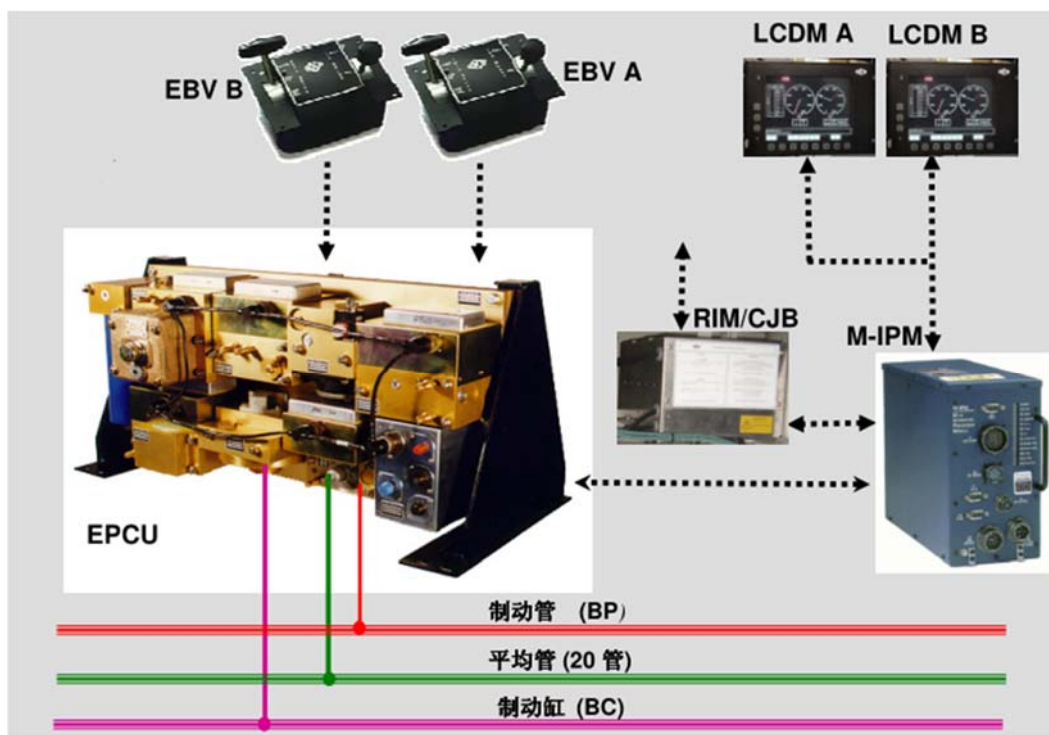 LCDM A
LCDM B
EBV B
EBV A
RIM/CJB
M-IPM
EPCU
制动管 (BP)
平均管 (20 管)
制动缸 (BC)